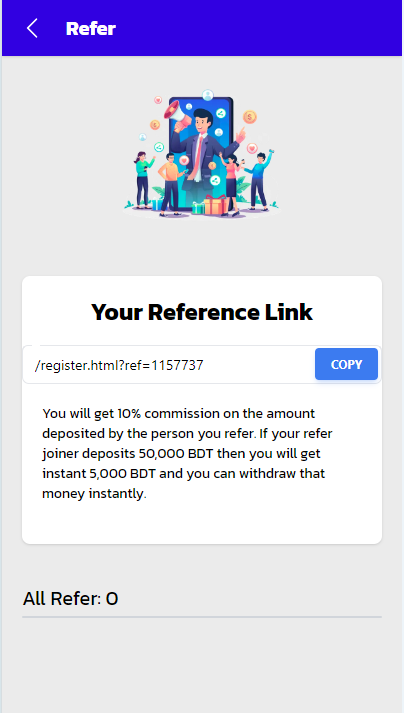 Refer
Your Reference Link
/register.html?ref=1157737
COPY
You will get 10% commission on the amount
deposited by the person you refer. If your refer
joiner deposits 50,000 BDT then you will get
instant 5,000 BDT and you can withdraw that
money instantly.
All Refer: 0